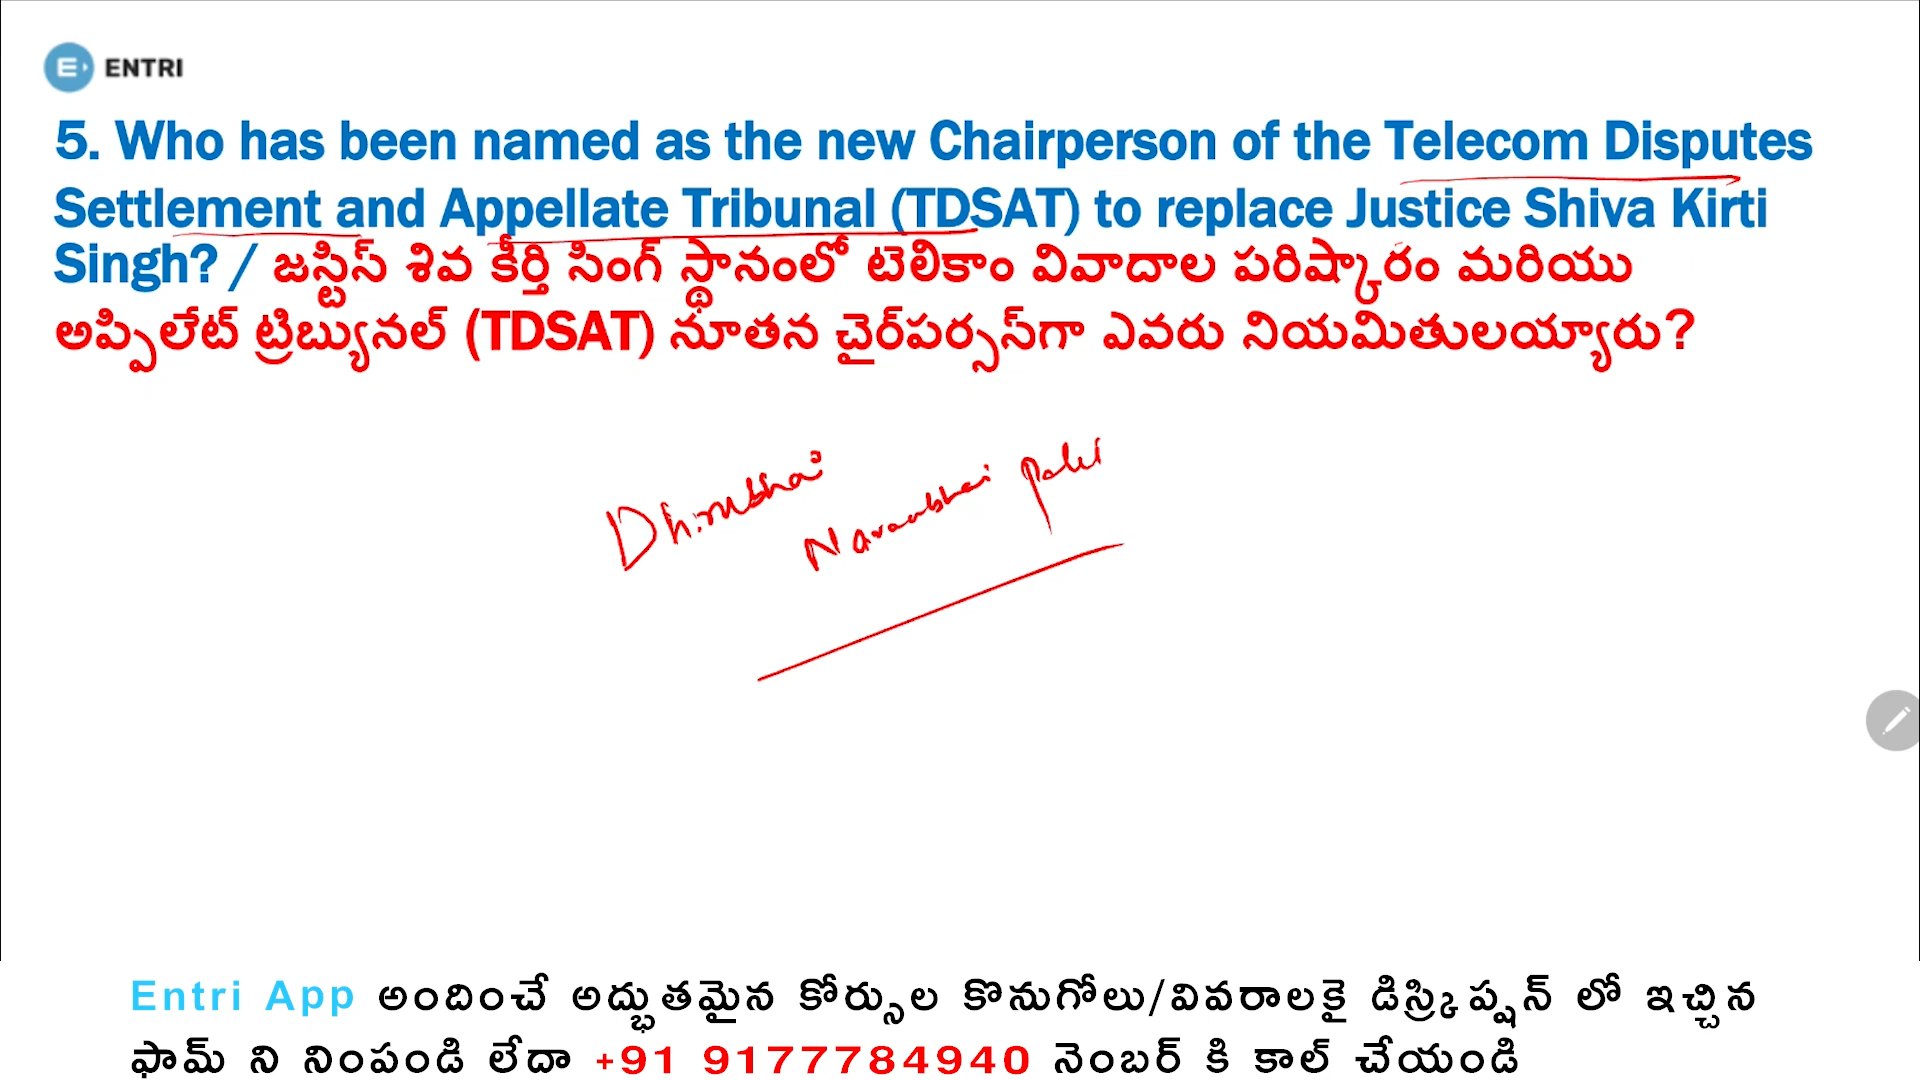 ENTRI
5. Who has been named as the new Chairperson of the Telecom Disputes
Settlement and Appellate Tribunal (TDSAT) to replace Justice Shiva Kirti
Singh? / జస్టిస్ శివ కీర్తి సింగ్ స్థానంలో టెలికాం వివాదాల పరిష్కారం మరియు
అప్పిలేట్ ట్రిబ్యునల్ (TDSAT) నూతన చైర్‌పర్సన్‌గా ఎవరు నియమితులయ్యారు?
Dhirubhai
Naranbhai Patel
Entri App అందించే అద్భుతమైన కోర్సుల కొనుగోలు/వివరాలకై డిస్క్రిప్షన్ లో ఇచ్చిన
ఫామ్ ని నింపండి లేదా +91 9177784940 నెంబర్ కి కాల్ చేయండి